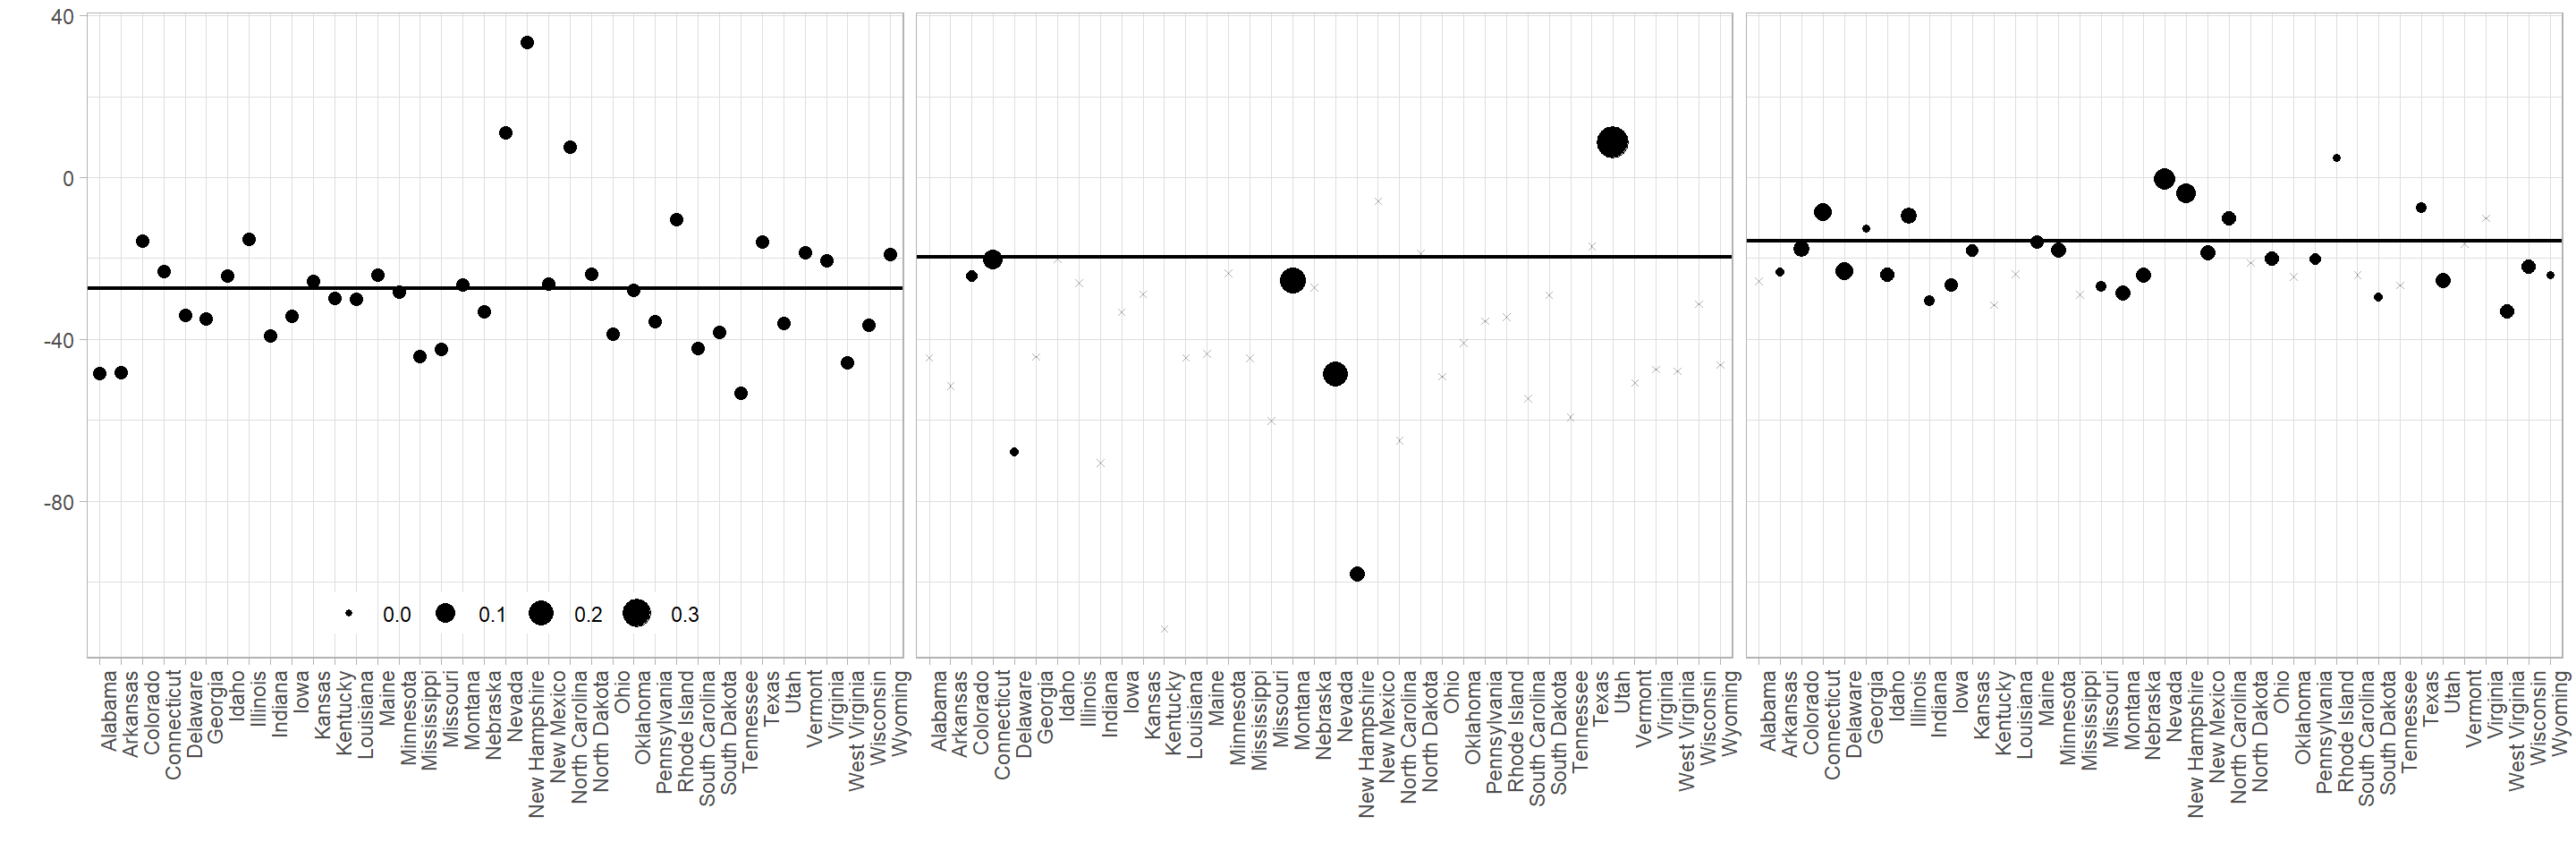 40
0
-40
-80
0.0 0.1 0.2 0.3
Alabama
Arkansas
Colorado
Connecticut
Delaware
Georgia
Idaho
Illinois
Indiana
Iowa
Kansas
Kentucky
Louisiana
Maine
Minnesota
Mississippi
Missouri
Montana
Nebraska
Nevada
New Hampshire
New Mexico
North Carolina
North Dakota
Ohio
Oklahoma
Pennsylvania
Rhode Island
South Carolina
South Dakota
Tennessee
Texas
Utah
Vermont
Virginia
West Virginia
Wisconsin
Wyoming
Alabama
Arkansas
Colorado
Connecticut
Delaware
Georgia
Idaho
Illinois
Indiana
Iowa
Kansas
Kentucky
Louisiana
Maine
Minnesota
Mississippi
Missouri
Montana
Nebraska
Nevada
New Hampshire
New Mexico
North Carolina
North Dakota
Ohio
Oklahoma
Pennsylvania
Rhode Island
South Carolina
South Dakota
Tennessee
Texas
Utah
Vermont
Virginia
West Virginia
Wisconsin
Wyoming
Alabama
Arkansas
Colorado
Connecticut
Delaware
Georgia
Idaho
Illinois
Indiana
Iowa
Kansas
Kentucky
Louisiana
Maine
Minnesota
Mississippi
Missouri
Montana
Nebraska
Nevada
New Hampshire
New Mexico
North Carolina
North Dakota
Ohio
Oklahoma
Pennsylvania
Rhode Island
South Carolina
South Dakota
Tennessee
Texas
Utah
Vermont
Virginia
West Virginia
Wisconsin
Wyoming